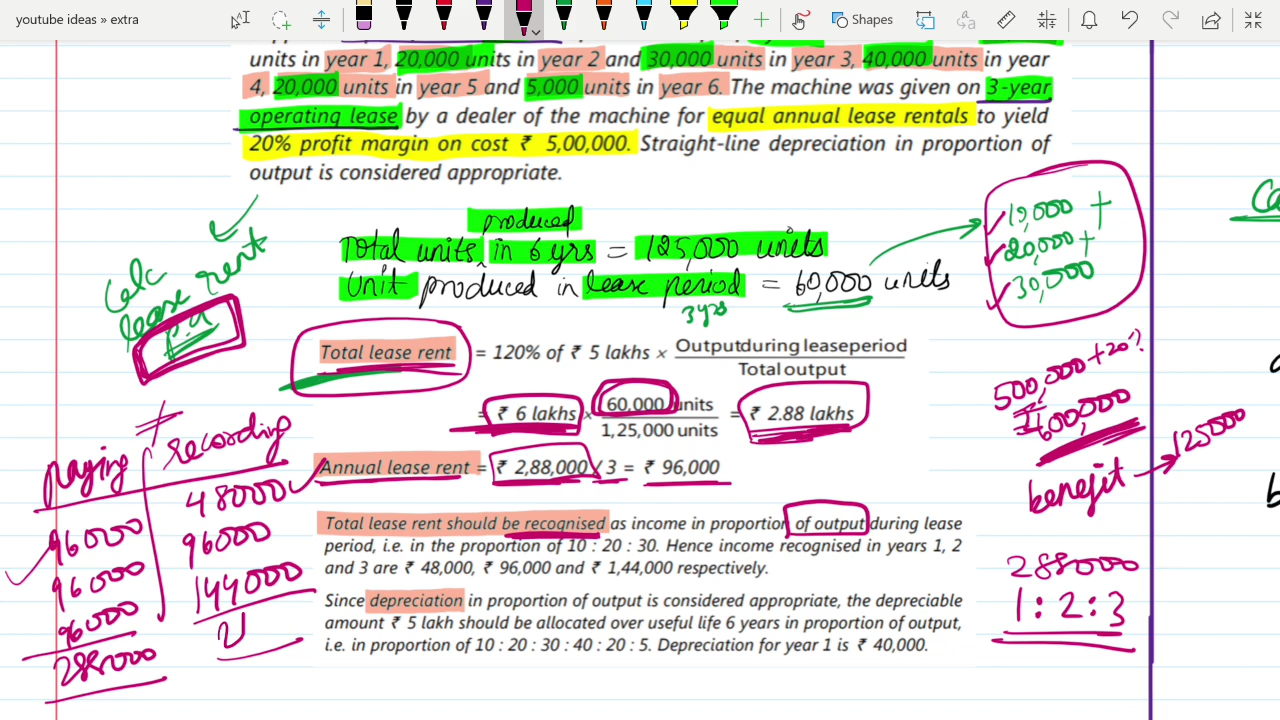 youtube ideas » extra
Shapes
units in year 1, 20,000 units in year 2 and 30,000 units in year 3, 40,000 units in year
4, 20,000 units in year 5 and 5,000 units in year 6. The machine was given on 3-year
operating lease by a dealer of the machine for equal annual lease rentals to yield
20% profit margin on cost ₹ 5,00,000. Straight-line depreciation in proportion of
output is considered appropriate.
produced
Total units in 6 yrs = 125,000 units
Unit produced in lease period = 60,000 units
3yrs
10,000 +
20,000 +
30,000
Calc
lease rent
p.a
Total lease rent = 120% of ₹ 5 lakhs × Outputduring leaseperiod
Total output
= ₹ 6 lakhs × 60,000 units = ₹ 2.88 lakhs
1,25,000 units
Annual lease rent = ₹ 2,88,000 / 3 = ₹ 96,000
500,000 + 20%
600,000
benefit → 125000
Total lease rent should be recognised as income in proportion of output during lease
period, i.e. in the proportion of 10 : 20 : 30. Hence income recognised in years 1, 2
and 3 are ₹ 48,000, ₹ 96,000 and ₹ 1,44,000 respectively.
Since depreciation in proportion of output is considered appropriate, the depreciable
amount ₹ 5 lakh should be allocated over useful life 6 years in proportion of output,
i.e. in proportion of 10 : 20 : 30 : 40 : 20 : 5. Depreciation for year 1 is ₹ 40,000.
paying ≠ recording
96000 48000
96000 96000
96000 144000
288000
288000
1 : 2 : 3
b